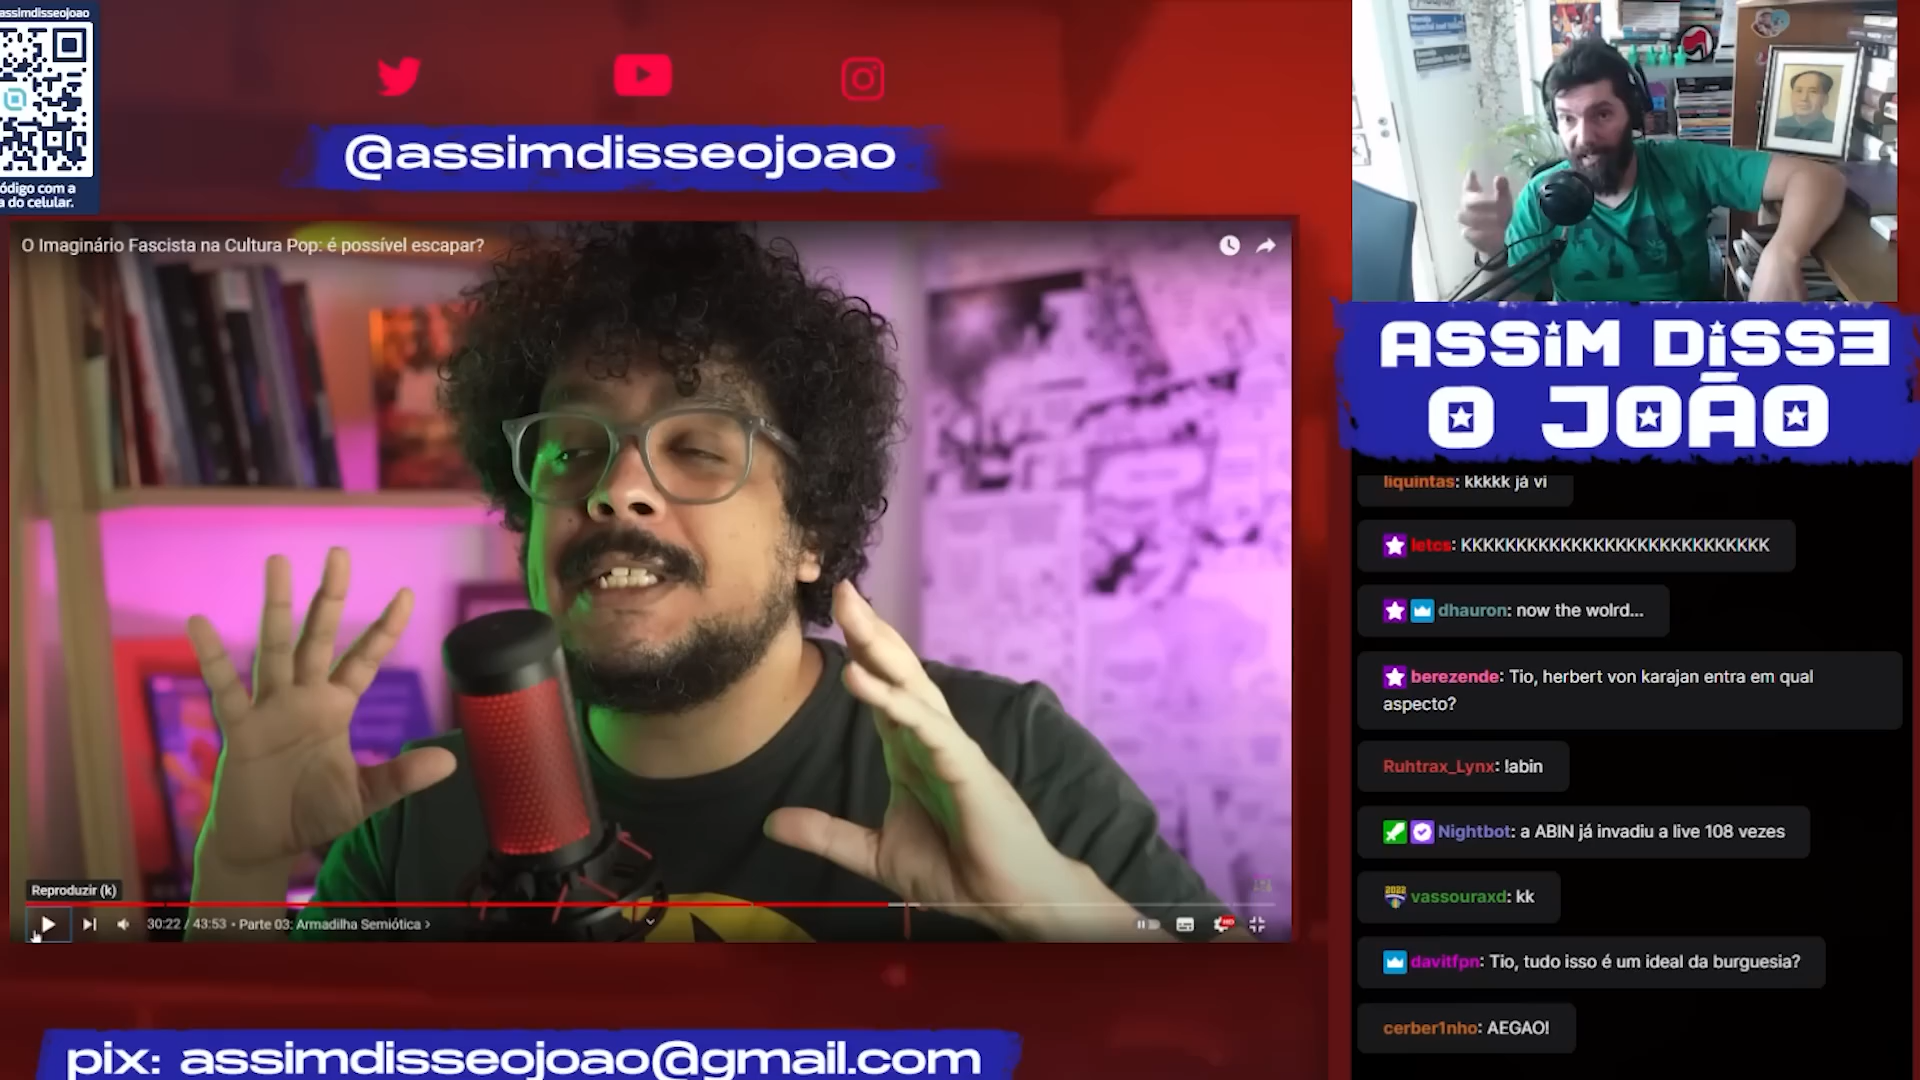 assimdisseojoao
ódigo com a
a do celular.
@assimdisseojoao
O Imaginário Fascista na Cultura Pop: é possível escapar?
Reproduzir (k)
30:22 / 43:53 • Parte 03: Armadilha Semiótica ›
pix: assimdisseojoao@gmail.com
ASSiM DiSSE
O JOÃO
liquintas: kkkkk já vi
letcs: KKKKKKKKKKKKKKKKKKKKKKKKKKKK
dhauron: now the wolrd...
berezende: Tio, herbert von karajan entra em qual
aspecto?
Ruhtrax_Lynx: !abin
Nightbot: a ABIN já invadiu a live 108 vezes
2022
vassouraxd: kk
davitfpn: Tio, tudo isso é um ideal da burguesia?
cerber1nho: AEGAO!